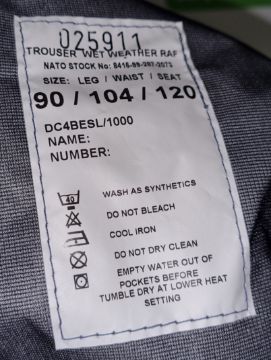 025911
TROUSER WET WEATHER RAF
NATO STOCK No: 8415-99-287-2073
SIZE: LEG / WAIST / SEAT
90 / 104 / 120
DC4BESL/1000
NAME:
NUMBER:
40
WASH AS SYNTHETICS
DO NOT BLEACH
COOL IRON
DO NOT DRY CLEAN
EMPTY WATER OUT OF
POCKETS BEFORE
TUMBLE DRY AT LOWER HEAT
SETTING